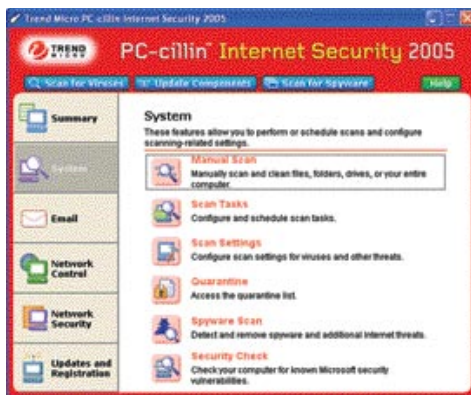 Trend Micro PC-cillin Internet Security 2005
TREND MICRO
PC-cillin™ Internet Security 2005
Scan for Viruses
Update Components
Scan for Spyware
Help
Summary
System
Email
Network Control
Network Security
Updates and Registration
System
These features allow you to perform or schedule scans and configure
scanning-related settings.
Manual Scan
Manually scan and clean files, folders, drives, or your entire
computer.
Scan Tasks
Configure and schedule scan tasks.
Scan Settings
Configure scan settings for viruses and other threats.
Quarantine
Access the quarantine list.
Spyware Scan
Detect and remove spyware and additional Internet threats.
Security Check
Check your computer for known Microsoft security
vulnerabilities.